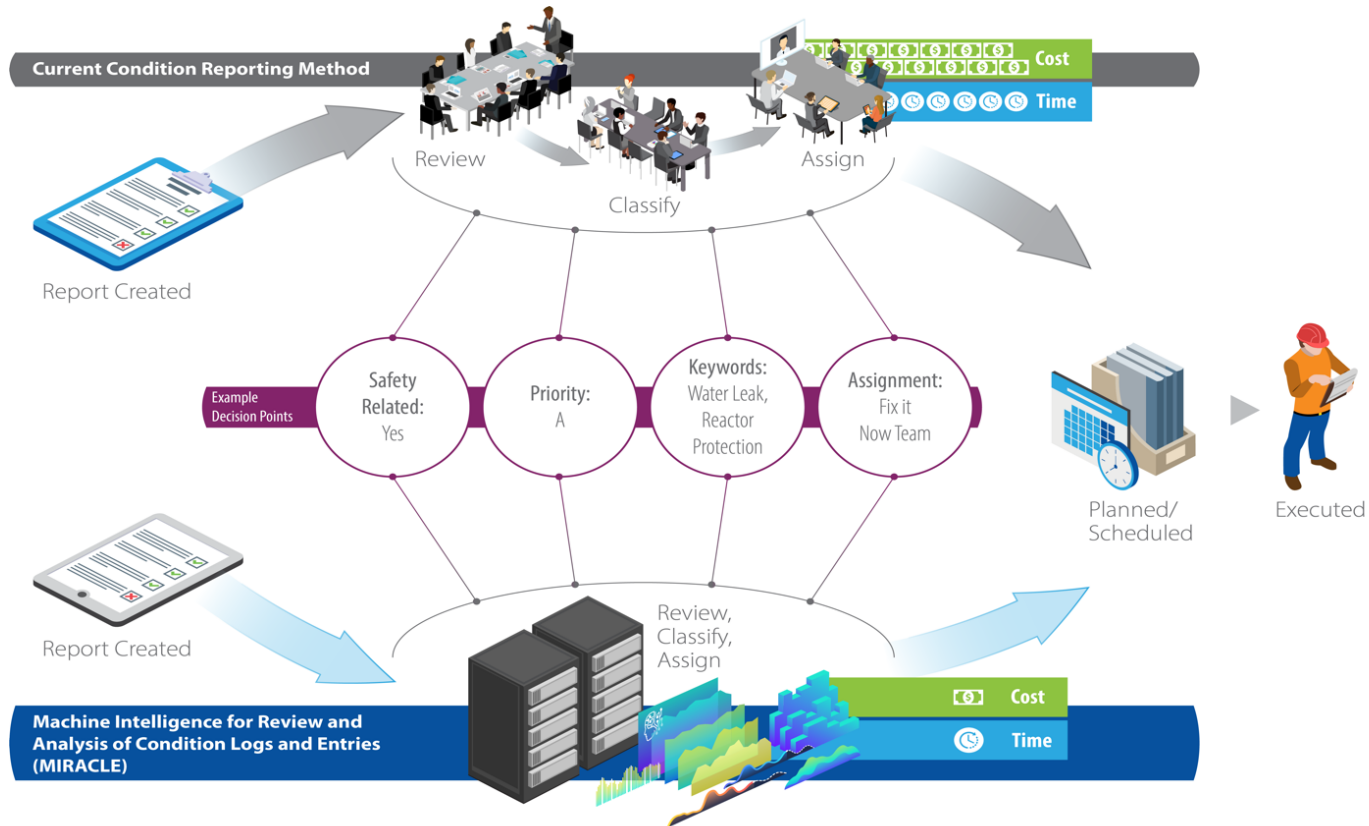 Current Condition Reporting Method
Cost
Time
Review
Classify
Assign
Report Created
Example
Decision Points
Safety
Related:
Yes
Priority:
A
Keywords:
Water Leak,
Reactor
Protection
Assignment:
Fix it
Now Team
Planned/
Scheduled
Executed
Report Created
Review,
Classify,
Assign
Machine Intelligence for Review and
Analysis of Condition Logs and Entries
(MIRACLE)
Cost
Time